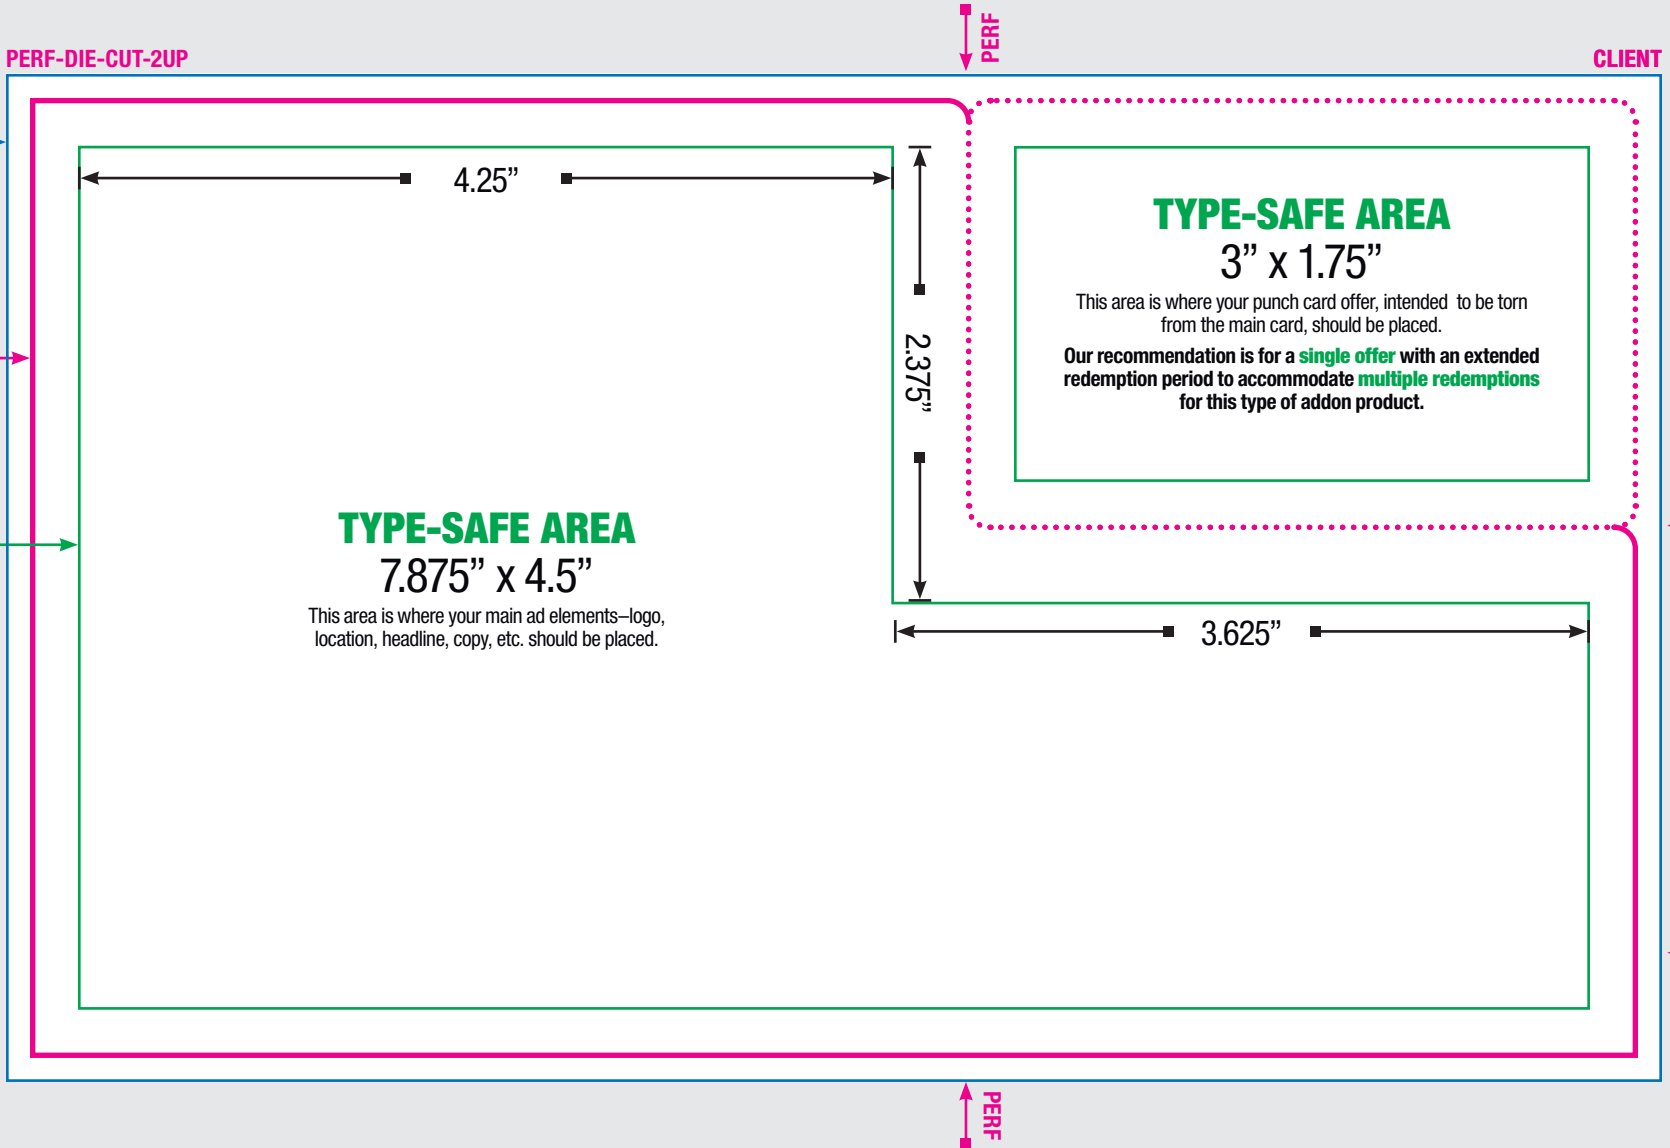 PERF
PERF-DIE-CUT-2UP
CLIENT
4.25”
TYPE-SAFE AREA
3” x 1.75”
This area is where your punch card offer, intended  to be torn
from the main card, should be placed.
Our recommendation is for a single offer with an extended
redemption period to accommodate multiple redemptions
for this type of addon product.
2.375”
TYPE-SAFE AREA
7.875” x 4.5”
This area is where your main ad elements–logo,
location, headline, copy, etc. should be placed.
3.625”
PERF